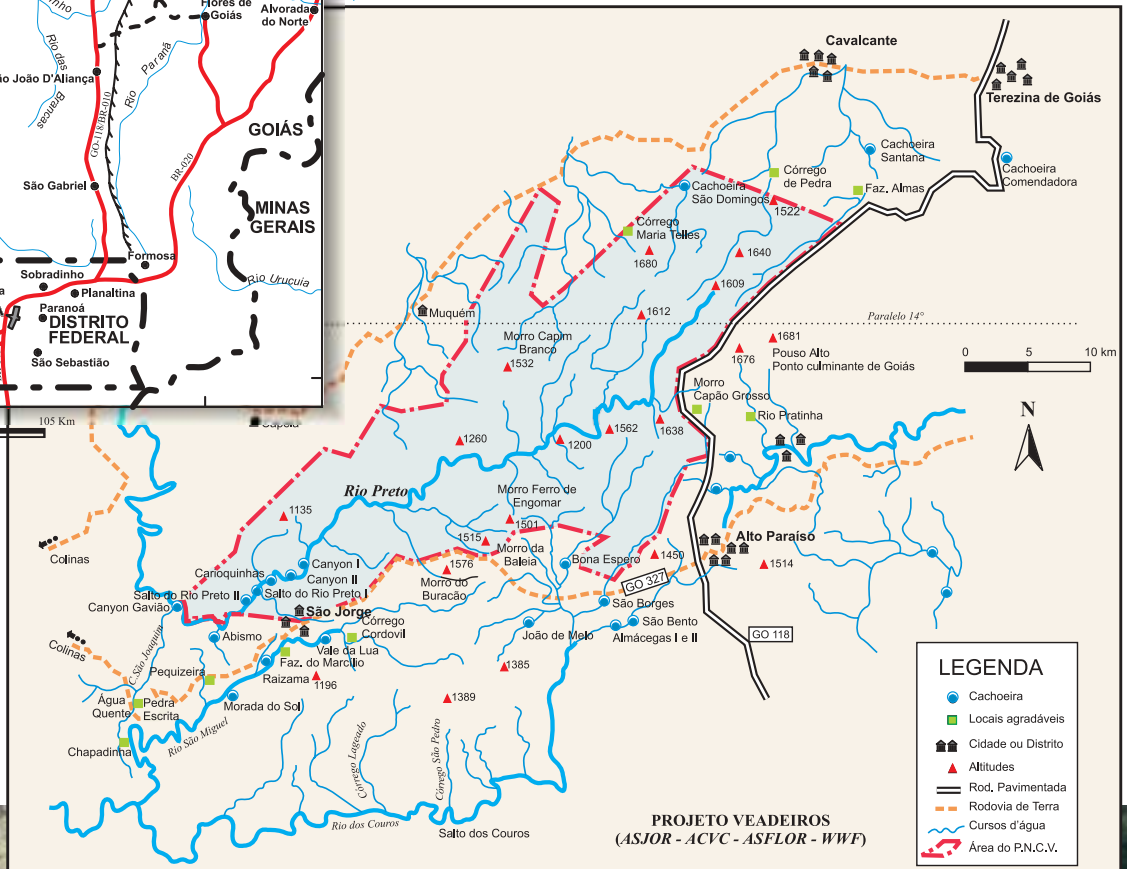 Flores de
Goiás
Alvorada
do Norte
Rio das
Brancas
Rio
Paranã
São João D'Aliança
GO-118/BR-010
BR-020
GOIÁS
São Gabriel
MINAS
GERAIS
Formosa
Sobradinho
Planaltina
Rio Urucuia
Paranoá
DISTRITO
FEDERAL
São Sebastião
105 Km
Cavalcante
Terezina de Goiás
Cachoeira
Santana
Cachoeira
Comendadora
Córrego
de Pedra
Faz. Almas
Cachoeira
São Domingos
1522
Córrego
Maria Telles
1680
1640
1609
Muquém
1612
Paralelo 14°
Morro Capim
Branco
1532
1681
1676
Pouso Alto
Ponto culminante de Goiás
0 5 10 km
Morro
Capão Grosso
Rio Pratinha
N
1638
1562
1260
1200
Rio Preto
Morro Ferro de
Engomar
1135
1501
1515
Morro da
Baleia
Alto Paraíso
1450
1514
Bona Espero
Colinas
Canyon I
Canyon II
Carioquinhas
1576
Morro do
Buracão
GO 327
Salto do Rio Preto II
Salto do Rio Preto I
Canyon Gavião
São Jorge
São Borges
São Bento
Almácegas I e II
GO 118
Córrego
Cordovil
João de Melo
Abismo
Colinas
C.São Joaquim
Vale da Lua
Faz. do Marcílio
Pequizeira
Raizama
1196
1385
1389
Água
Quente
Pedra
Escrita
Morada do Sol
Chapadinha
Rio São Miguel
Córrego Lageado
Córrego São Pedro
Rio dos Couros
Salto dos Couros
PROJETO VEADEIROS
(ASJOR - ACVC - ASFLOR - WWF)
LEGENDA
Cachoeira
Locais agradáveis
Cidade ou Distrito
Altitudes
Rod. Pavimentada
Rodovia de Terra
Cursos d'água
Área do P.N.C.V.